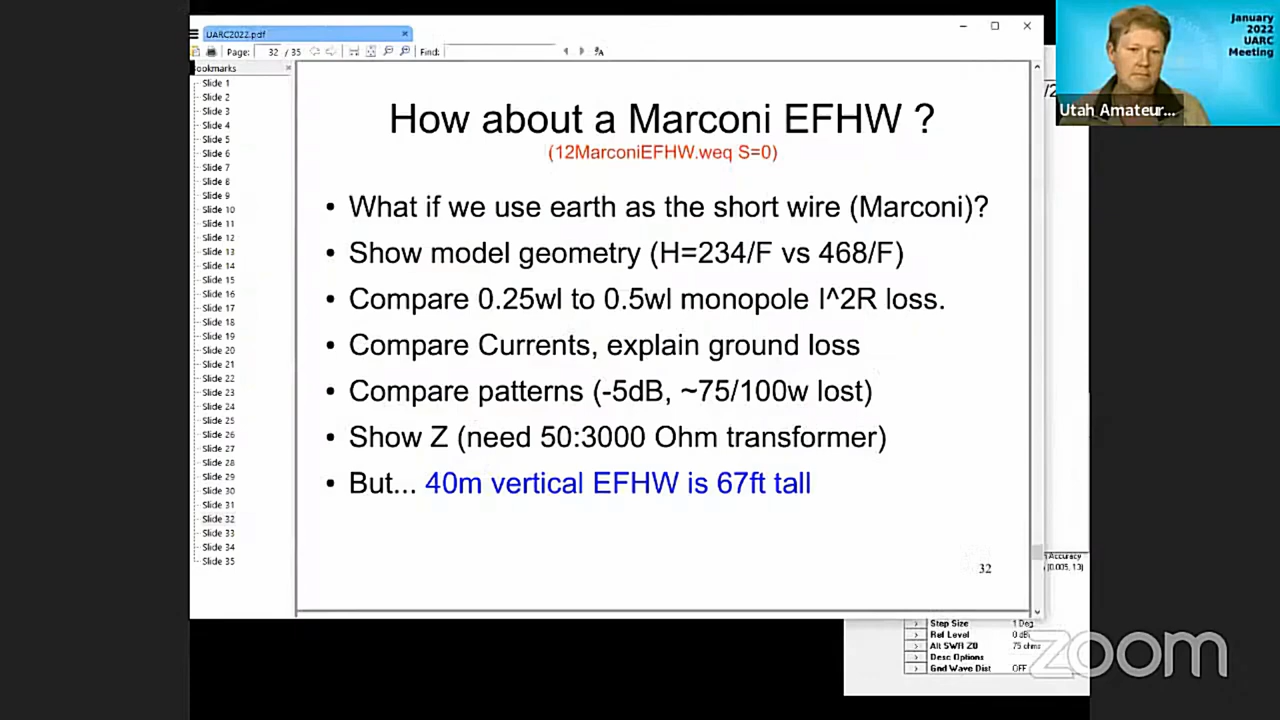 UARC2022.pdf
Page: 32 / 35 Find:
ookmarks
Slide 1
Slide 2
Slide 3
Slide 4
Slide 5
Slide 6
Slide 7
Slide 8
Slide 9
Slide 10
Slide 11
Slide 12
Slide 13
Slide 14
Slide 15
Slide 16
Slide 17
Slide 18
Slide 19
Slide 20
Slide 21
Slide 22
Slide 23
Slide 24
Slide 25
Slide 26
Slide 27
Slide 28
Slide 29
Slide 30
Slide 31
Slide 32
Slide 33
Slide 34
Slide 35
How about a Marconi EFHW ?
(12MarconiEFHW.weq S=0)
• What if we use earth as the short wire (Marconi)?
• Show model geometry (H=234/F vs 468/F)
• Compare 0.25wl to 0.5wl monopole I^2R loss.
• Compare Currents, explain ground loss
• Compare patterns (-5dB, ~75/100w lost)
• Show Z (need 50:3000 Ohm transformer)
• But... 40m vertical EFHW is 67ft tall
32
January
2022
UARC
Meeting
Utah Amateur...
Accuracy
Step Size 1 Deg
Ref Level 0 dB
Alt SWR Z0 75 ohms
Desc Options
Gnd Wave Dist OFF
zoom